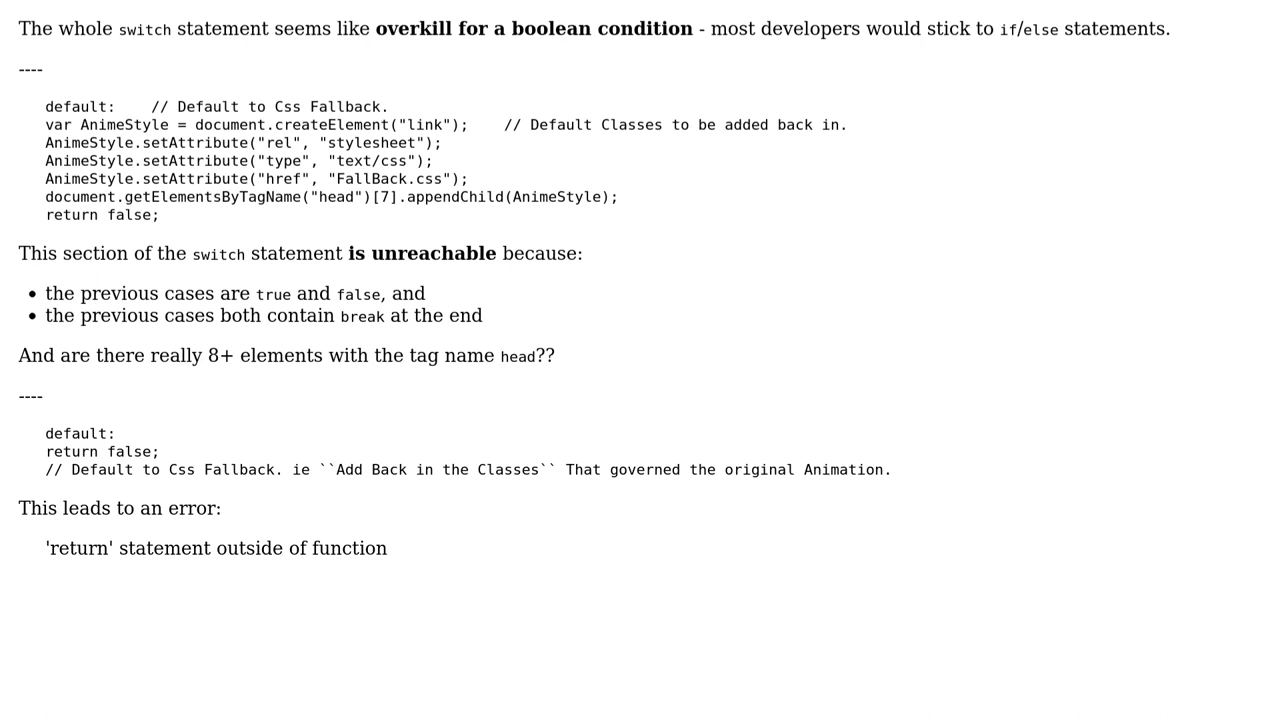 The whole switch statement seems like overkill for a boolean condition - most developers would stick to if/else statements.
----
default:    // Default to Css Fallback.
var AnimeStyle = document.createElement("link");    // Default Classes to be added back in.
AnimeStyle.setAttribute("rel", "stylesheet");
AnimeStyle.setAttribute("type", "text/css");
AnimeStyle.setAttribute("href", "FallBack.css");
document.getElementsByTagName("head")[7].appendChild(AnimeStyle);
return false;
This section of the switch statement is unreachable because:
• the previous cases are true and false, and
• the previous cases both contain break at the end
And are there really 8+ elements with the tag name head??
----
default:
return false;
// Default to Css Fallback. ie ``Add Back in the Classes`` That governed the original Animation.
This leads to an error:
'return' statement outside of function